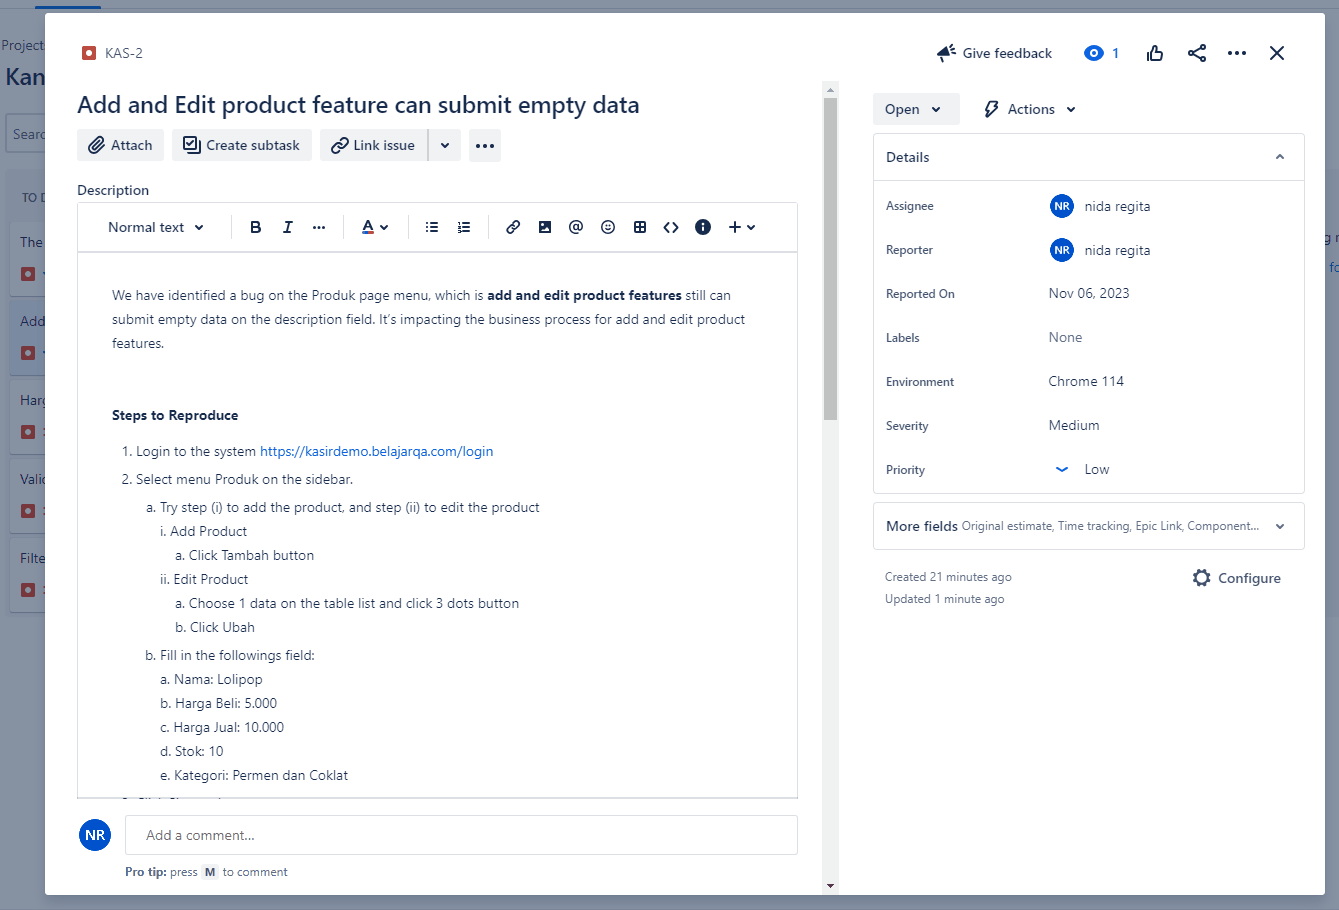 Projects
Kan
Searc
TO D
The
Add
Harg
Valid
Filte
KAS-2
Give feedback
1
Add and Edit product feature can submit empty data
Attach
Create subtask
Link issue
Description
Normal text
B I A
We have identified a bug on the Produk page menu, which is add and edit product features still can
submit empty data on the description field. It's impacting the business process for add and edit product
features.
Steps to Reproduce
1. Login to the system https://kasirdemo.belajarqa.com/login
2. Select menu Produk on the sidebar.
a. Try step (i) to add the product, and step (ii) to edit the product
i. Add Product
a. Click Tambah button
ii. Edit Product
a. Choose 1 data on the table list and click 3 dots button
b. Click Ubah
b. Fill in the followings field:
a. Nama: Lolipop
b. Harga Beli: 5.000
c. Harga Jual: 10.000
d. Stok: 10
e. Kategori: Permen dan Coklat
NR
Add a comment...
Pro tip: press M to comment
Open
Actions
Details
Assignee
NR nida regita
Reporter
NR nida regita
Reported On
Nov 06, 2023
Labels
None
Environment
Chrome 114
Severity
Medium
Priority
Low
More fields Original estimate, Time tracking, Epic Link, Component...
Created 21 minutes ago
Updated 1 minute ago
Configure